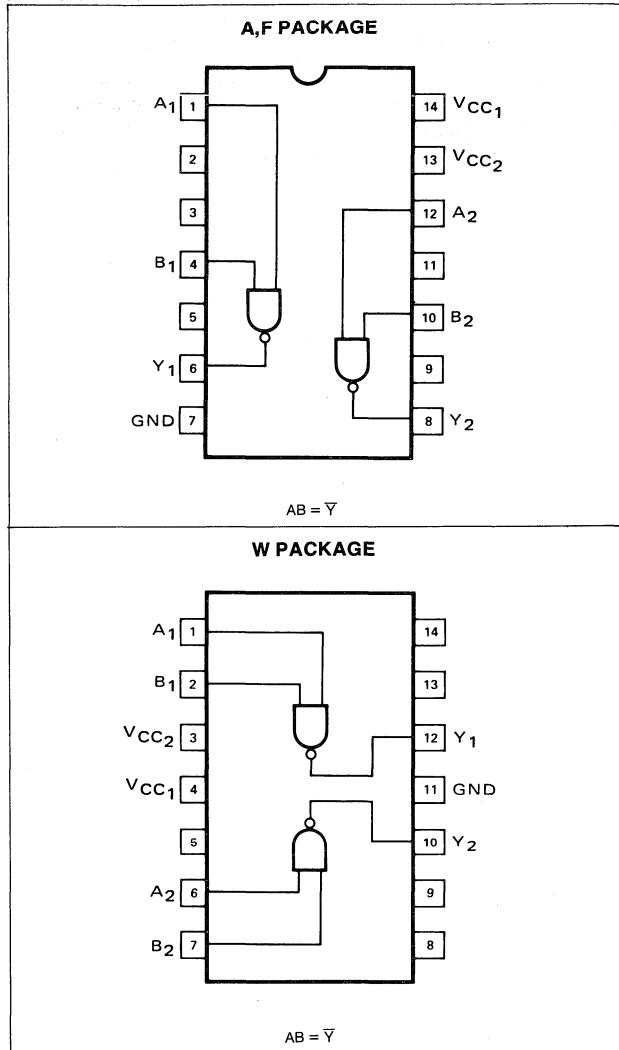 A,F PACKAGE
A1 1 14 VCC1
2 13 VCC2
3 12 A2
B1 4 11
5 10 B2
Y1 6 9
GND 7 8 Y2
AB = Y̅
W PACKAGE
A1 1 14
B1 2 13
VCC2 3 12 Y1
VCC1 4 11 GND
5 10 Y2
A2 6 9
B2 7 8
AB = Y̅